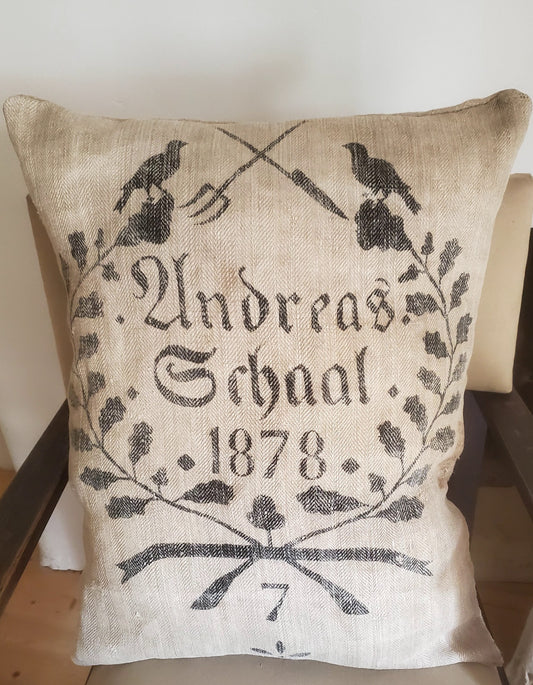 · Andreas ·
Schaal ·
· 1878 ·
7